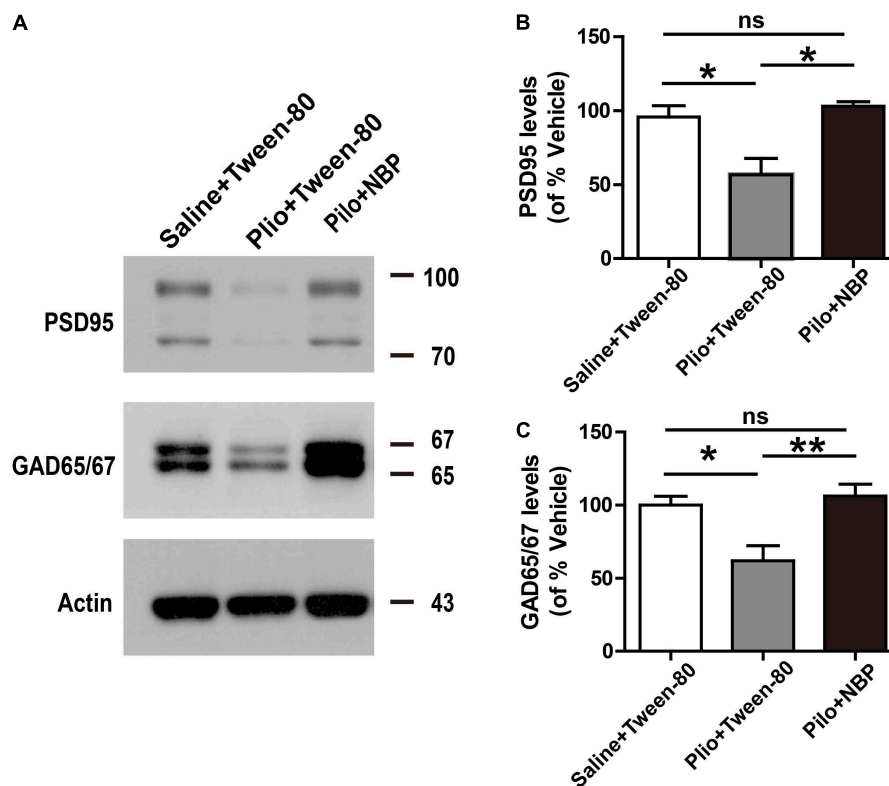 A
Saline+Tween-80
Plio+Tween-80
Pilo+NBP
PSD95
100
70
GAD65/67
67
65
Actin
43
B
PSD95 levels
(of % Vehicle)
150
100
50
0
ns
*
*
Saline+Tween-80
Plio+Tween-80
Pilo+NBP
C
GAD65/67 levels
(of % Vehicle)
150
100
50
0
ns
*
**
Saline+Tween-80
Plio+Tween-80
Pilo+NBP